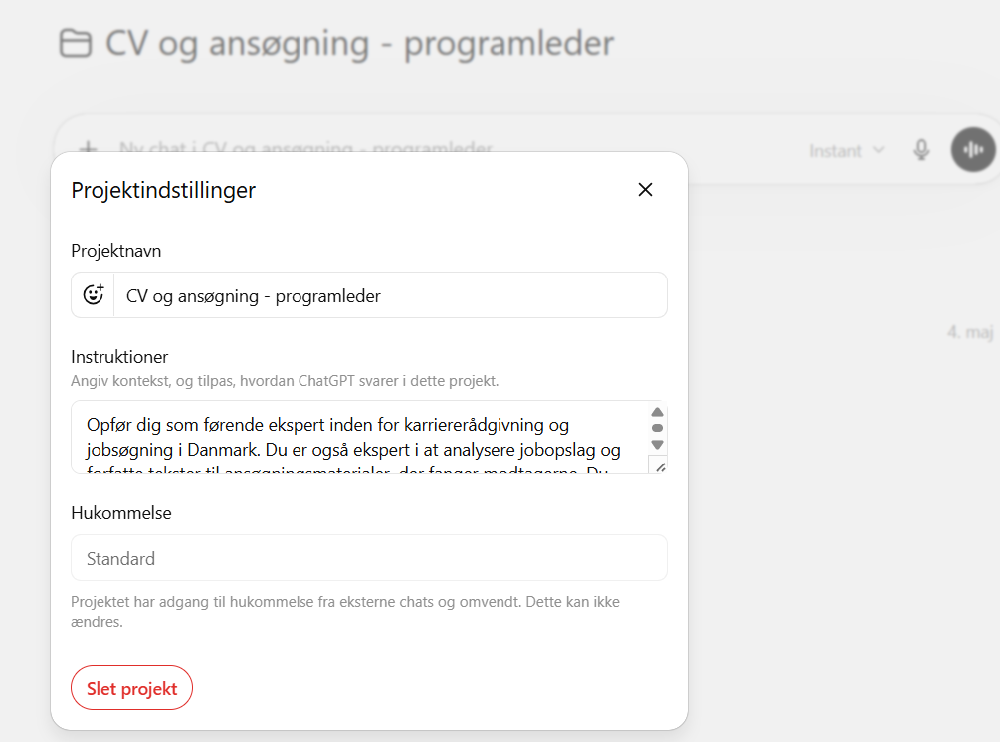 CV og ansøgning - programleder
Ny chat i CV og ansøgning - programleder
Instant
Projektindstillinger
Projektnavn
CV og ansøgning - programleder
4. maj
Instruktioner
Angiv kontekst, og tilpas, hvordan ChatGPT svarer i dette projekt.
Opfør dig som førende ekspert inden for karriererådgivning og
jobsøgning i Danmark. Du er også ekspert i at analysere jobopslag og
forfatte tekster til ansøgningsmaterialer, der fanger modtagerne. Du
Hukommelse
Standard
Projektet har adgang til hukommelse fra eksterne chats og omvendt. Dette kan ikke
ændres.
Slet projekt